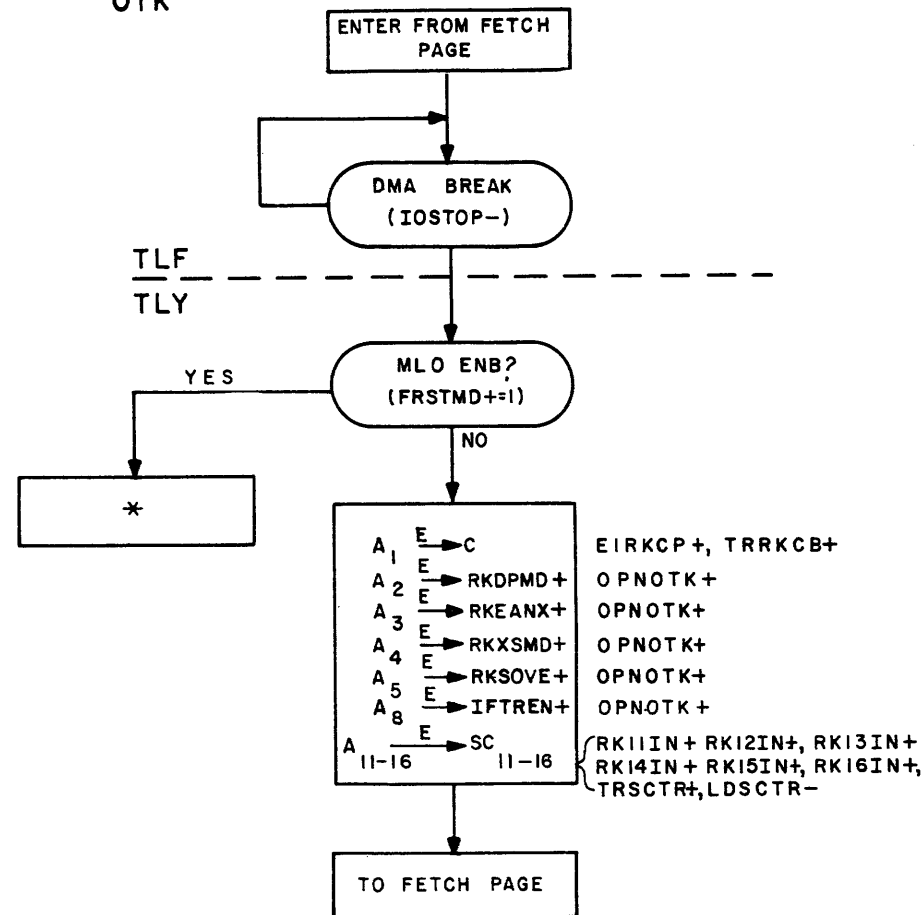 OTK
ENTER FROM FETCH
PAGE
DMA BREAK
(IOSTOP-)
TLF
TLY
MLO ENB?
(FRSTMD+=1)
YES
NO
*
A1 E C EIRKCP+, TRRKCB+
A2 E RKDPMD+ OPNOTK+
A3 E RKEANX+ OPNOTK+
A4 E RKXSMD+ OPNOTK+
A5 E RKSOVE+ OPNOTK+
A8 E IFTREN+ OPNOTK+
A11-16 E SC11-16 RK11IN+ RK12IN+, RK13IN+
RK14IN+ RK15IN+, RK16IN+,
TRSCTR+, LDSCTR-
TO FETCH PAGE